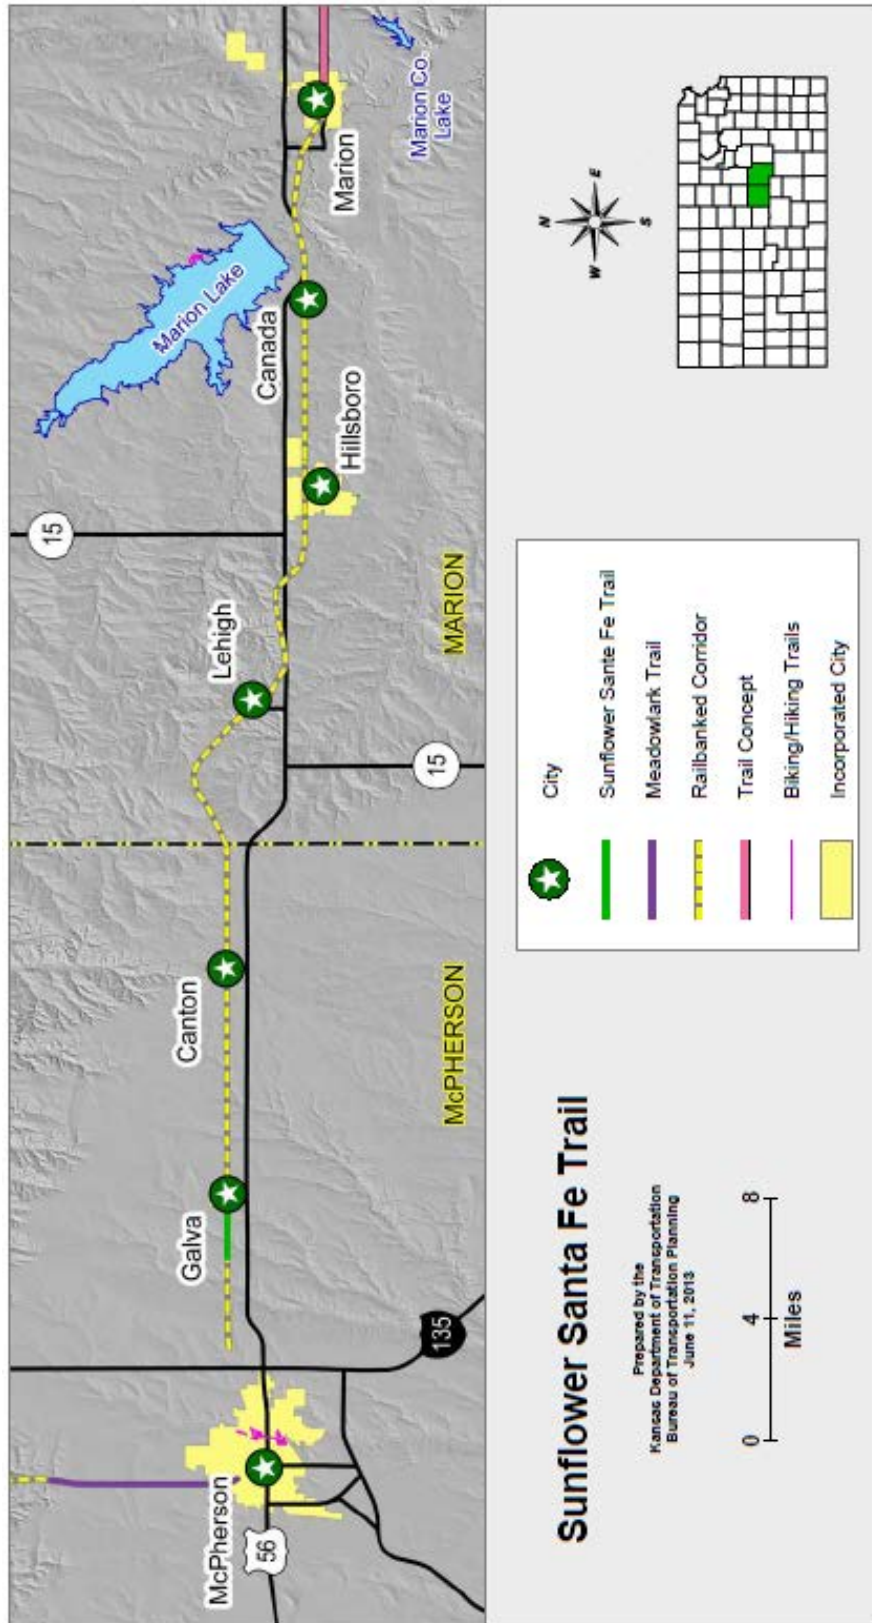 McPherson
56
135
Galva
Canton
McPHERSON
Lehigh
15
15
MARION
Hillsboro
Canada
Marion Lake
Marion
Marion Co.
Lake
Sunflower Santa Fe Trail
Prepared by the
Kansas Department of Transportation
Bureau of Transportation Planning
June 11, 2013
0 4 8
Miles
City
Sunflower Sante Fe Trail
Meadowlark Trail
Railbanked Corridor
Trail Concept
Biking/Hiking Trails
Incorporated City
N
W E
S